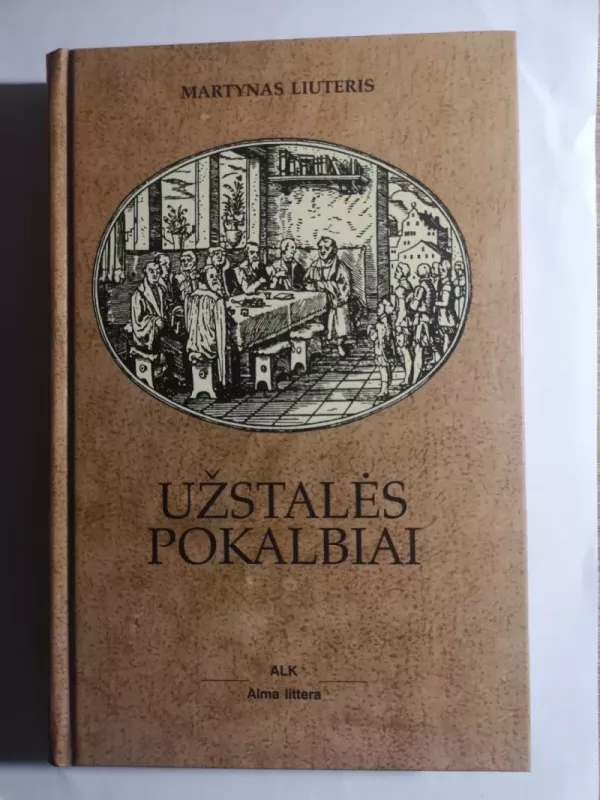 MARTYNAS LIUTERIS
UŽSTALĖS
POKALBIAI
ALK
Alma littera